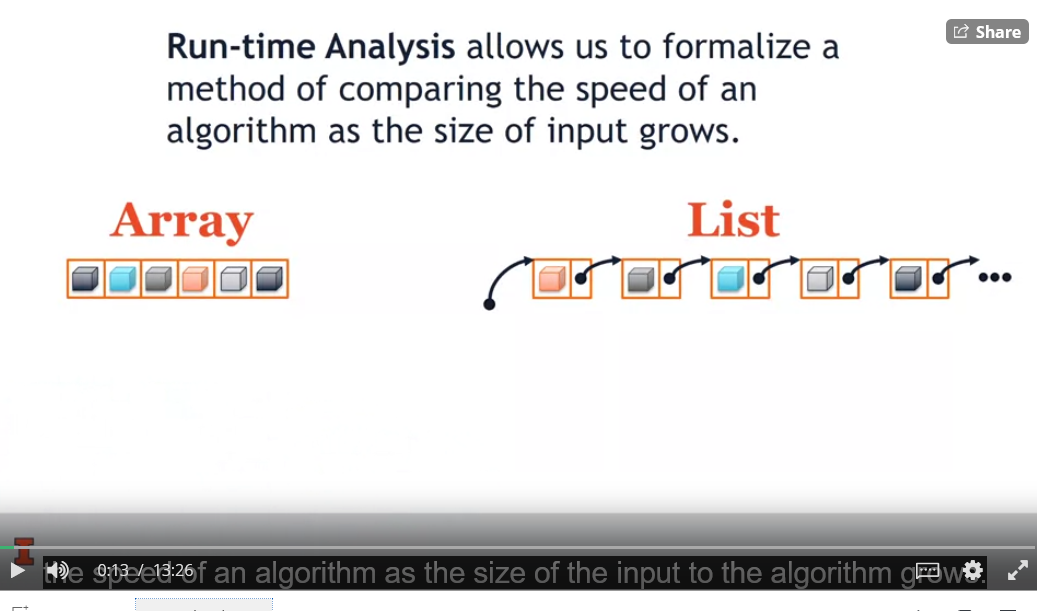 Share
Run-time Analysis allows us to formalize a
method of comparing the speed of an
algorithm as the size of input grows.
Array
List
the speed of an algorithm as the size of the input to the algorithm grows.
0:13 / 13:26